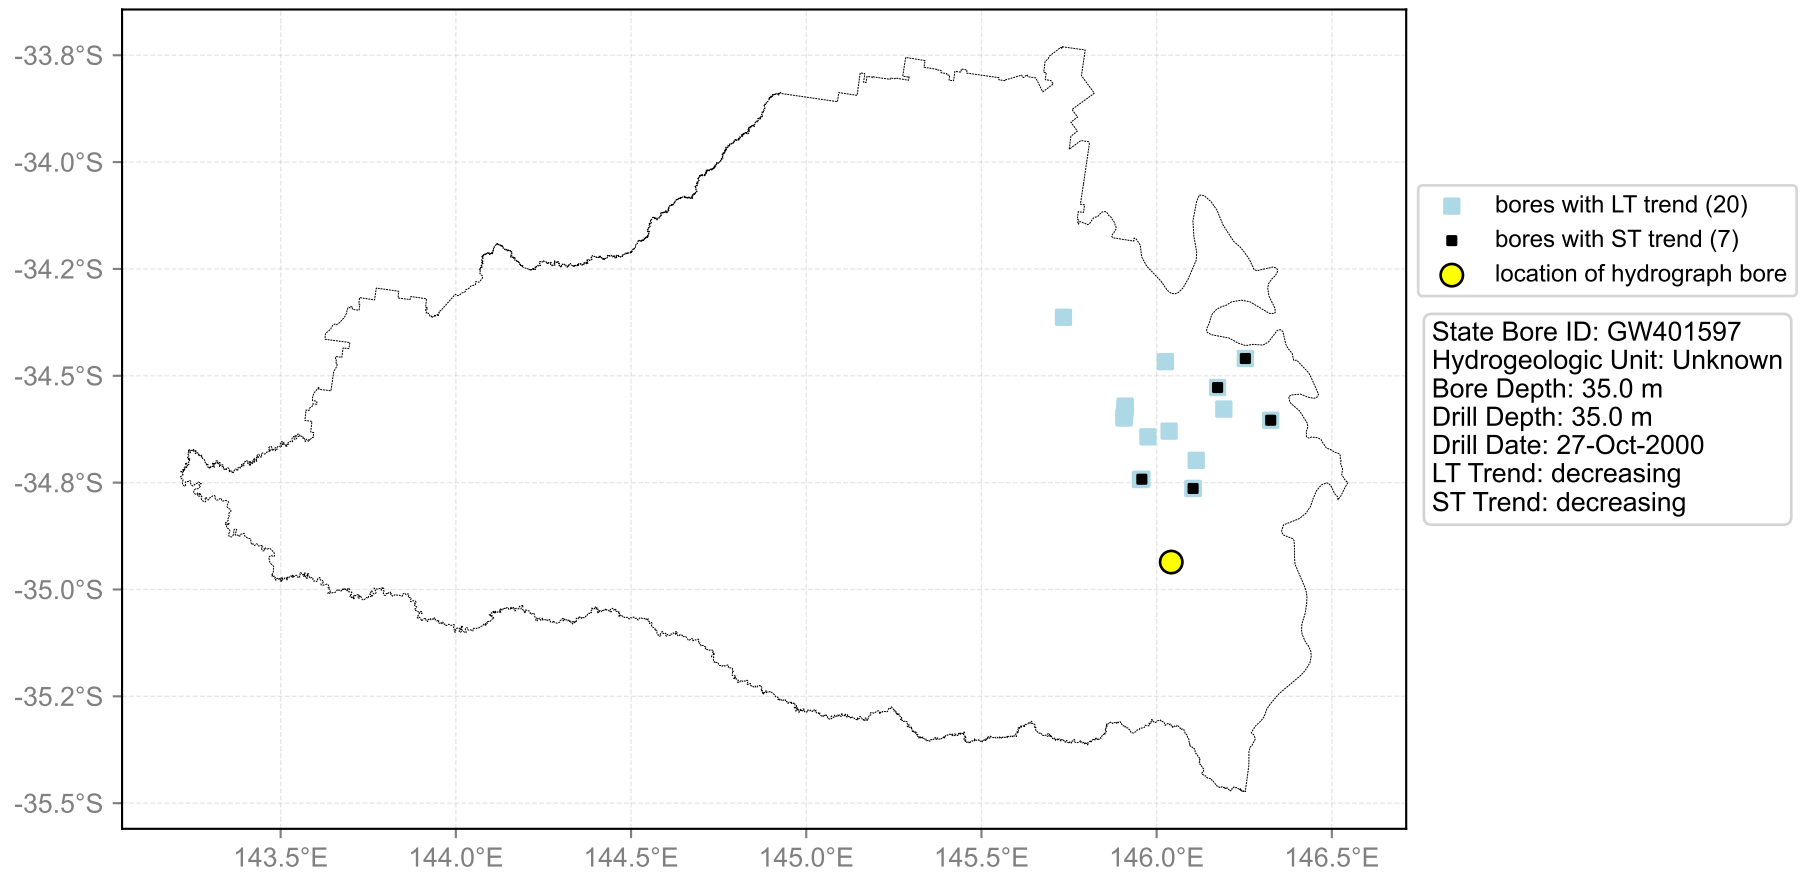 -33.8°S
-34.0°S
-34.2°S
-34.5°S
-34.8°S
-35.0°S
-35.2°S
-35.5°S
143.5°E
144.0°E
144.5°E
145.0°E
145.5°E
146.0°E
146.5°E
bores with LT trend (20)
bores with ST trend (7)
location of hydrograph bore
State Bore ID: GW401597
Hydrogeologic Unit: Unknown
Bore Depth: 35.0 m
Drill Depth: 35.0 m
Drill Date: 27-Oct-2000
LT Trend: decreasing
ST Trend: decreasing